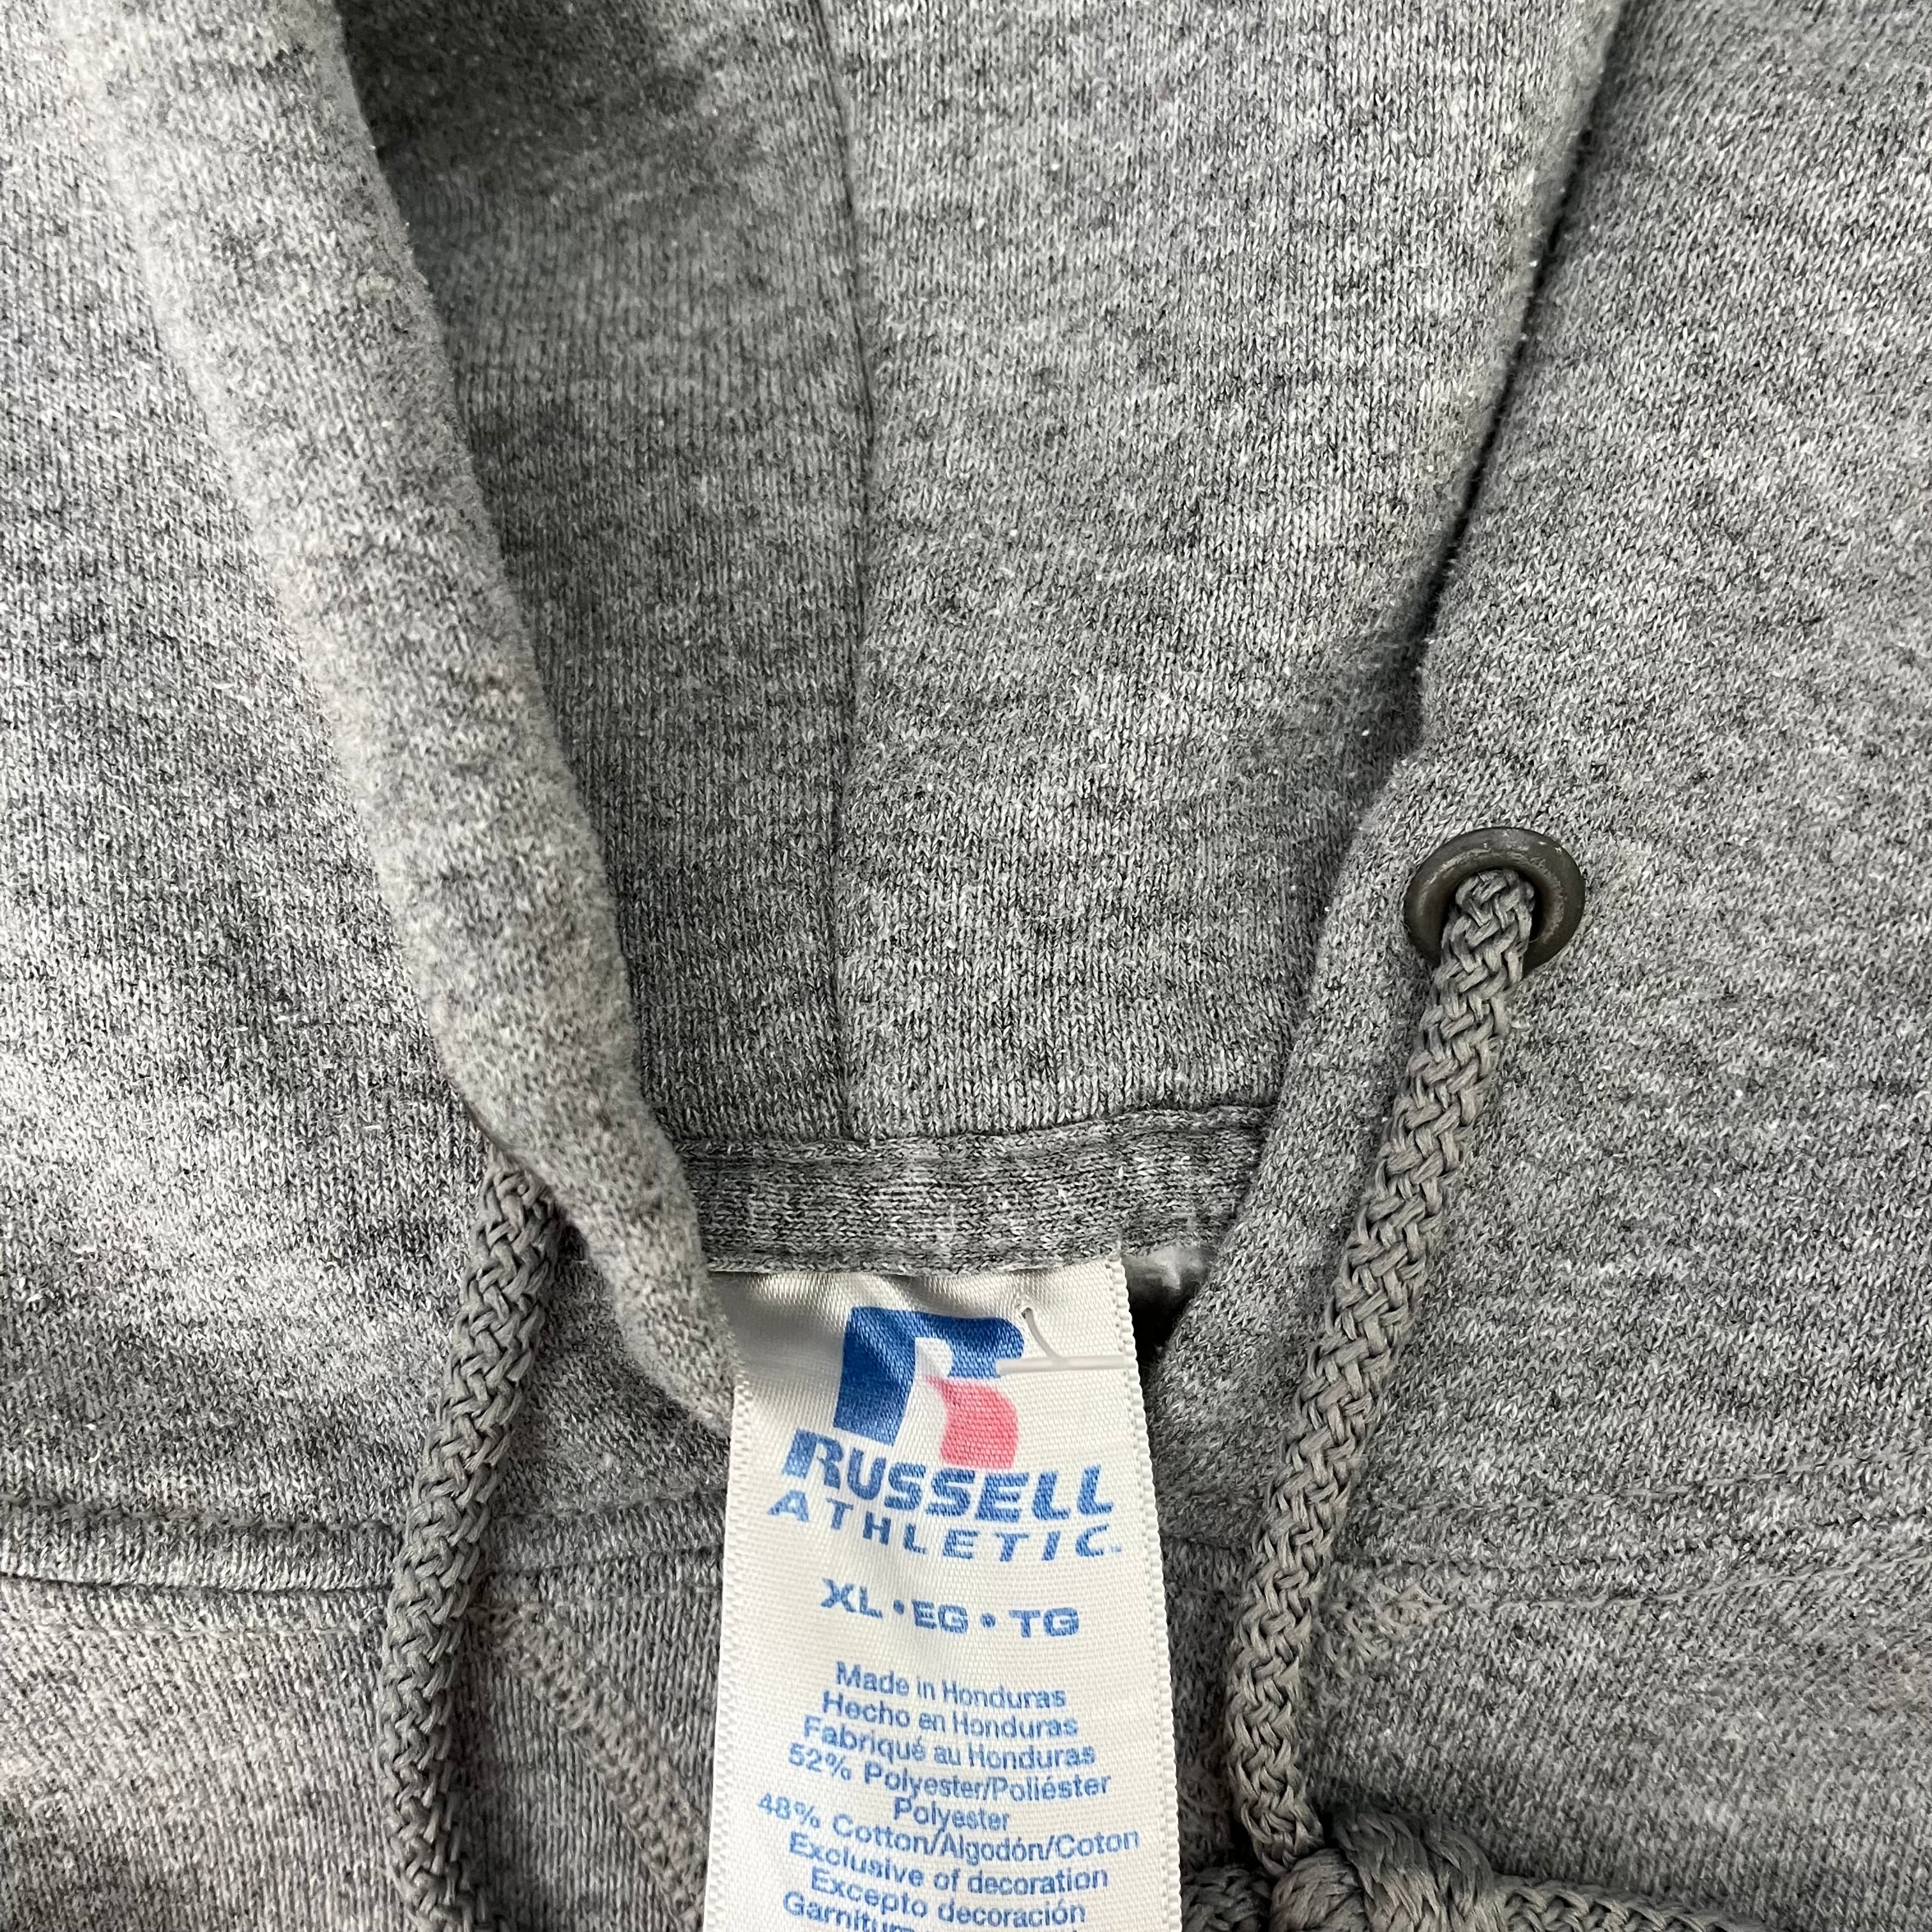 R
RUSSELL
ATHLETIC
XL • EG • TG
Made in Honduras
Hecho en Honduras
Fabriqué au Honduras
52% Polyester/Poliéster
Polyester
48% Cotton/Algodón/Coton
Exclusive of decoration
Excepto decoración